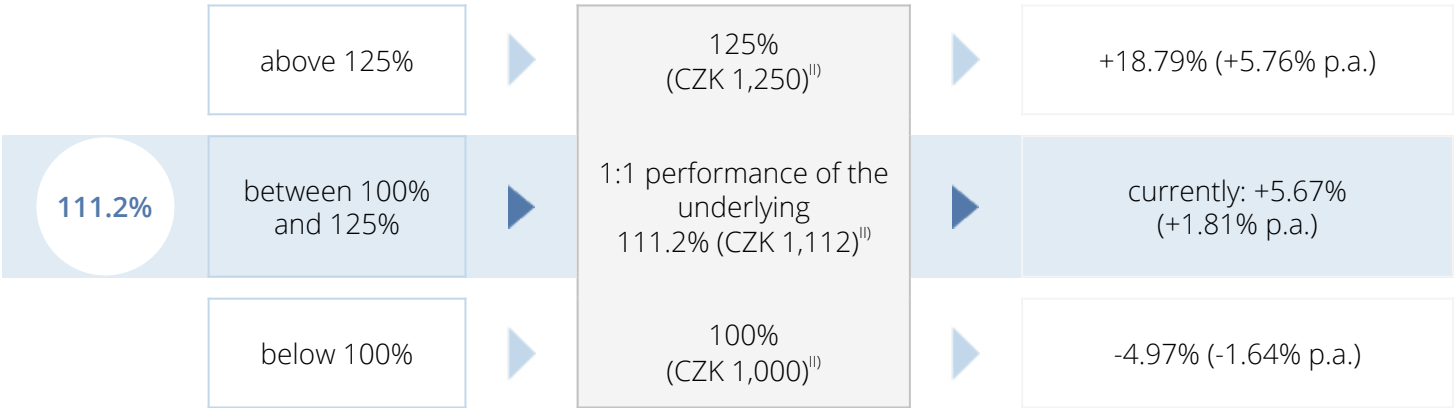 above 125%
125%
(CZK 1,250)II)
+18.79% (+5.76% p.a.)
111.2%
between 100%
and 125%
1:1 performance of the
underlying
111.2% (CZK 1,112)II)
currently: +5.67%
(+1.81% p.a.)
below 100%
100%
(CZK 1,000)II)
-4.97% (-1.64% p.a.)